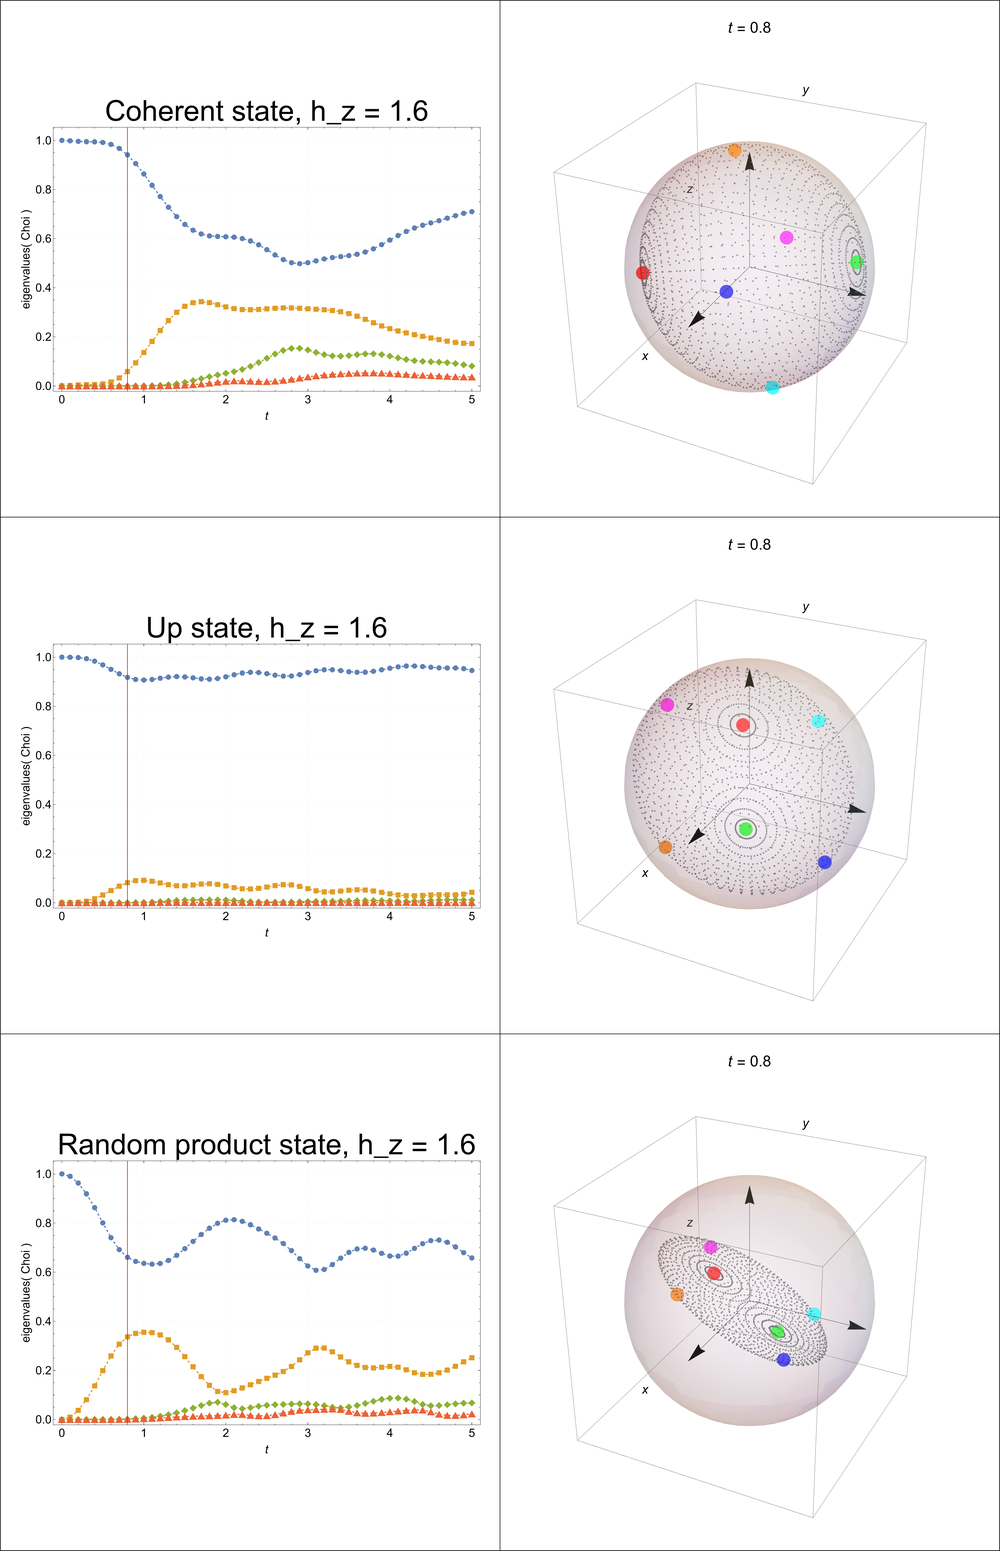 t = 0.8
Coherent state, h_z = 1.6
eigenvalues( Choi )
1.0
0.8
0.6
0.4
0.2
0.0
0 1 2 3 4 5
t
y
z
x
t = 0.8
Up state, h_z = 1.6
eigenvalues( Choi )
1.0
0.8
0.6
0.4
0.2
0.0
0 1 2 3 4 5
t
y
z
x
t = 0.8
Random product state, h_z = 1.6
eigenvalues( Choi )
1.0
0.8
0.6
0.4
0.2
0.0
0 1 2 3 4 5
t
y
z
x